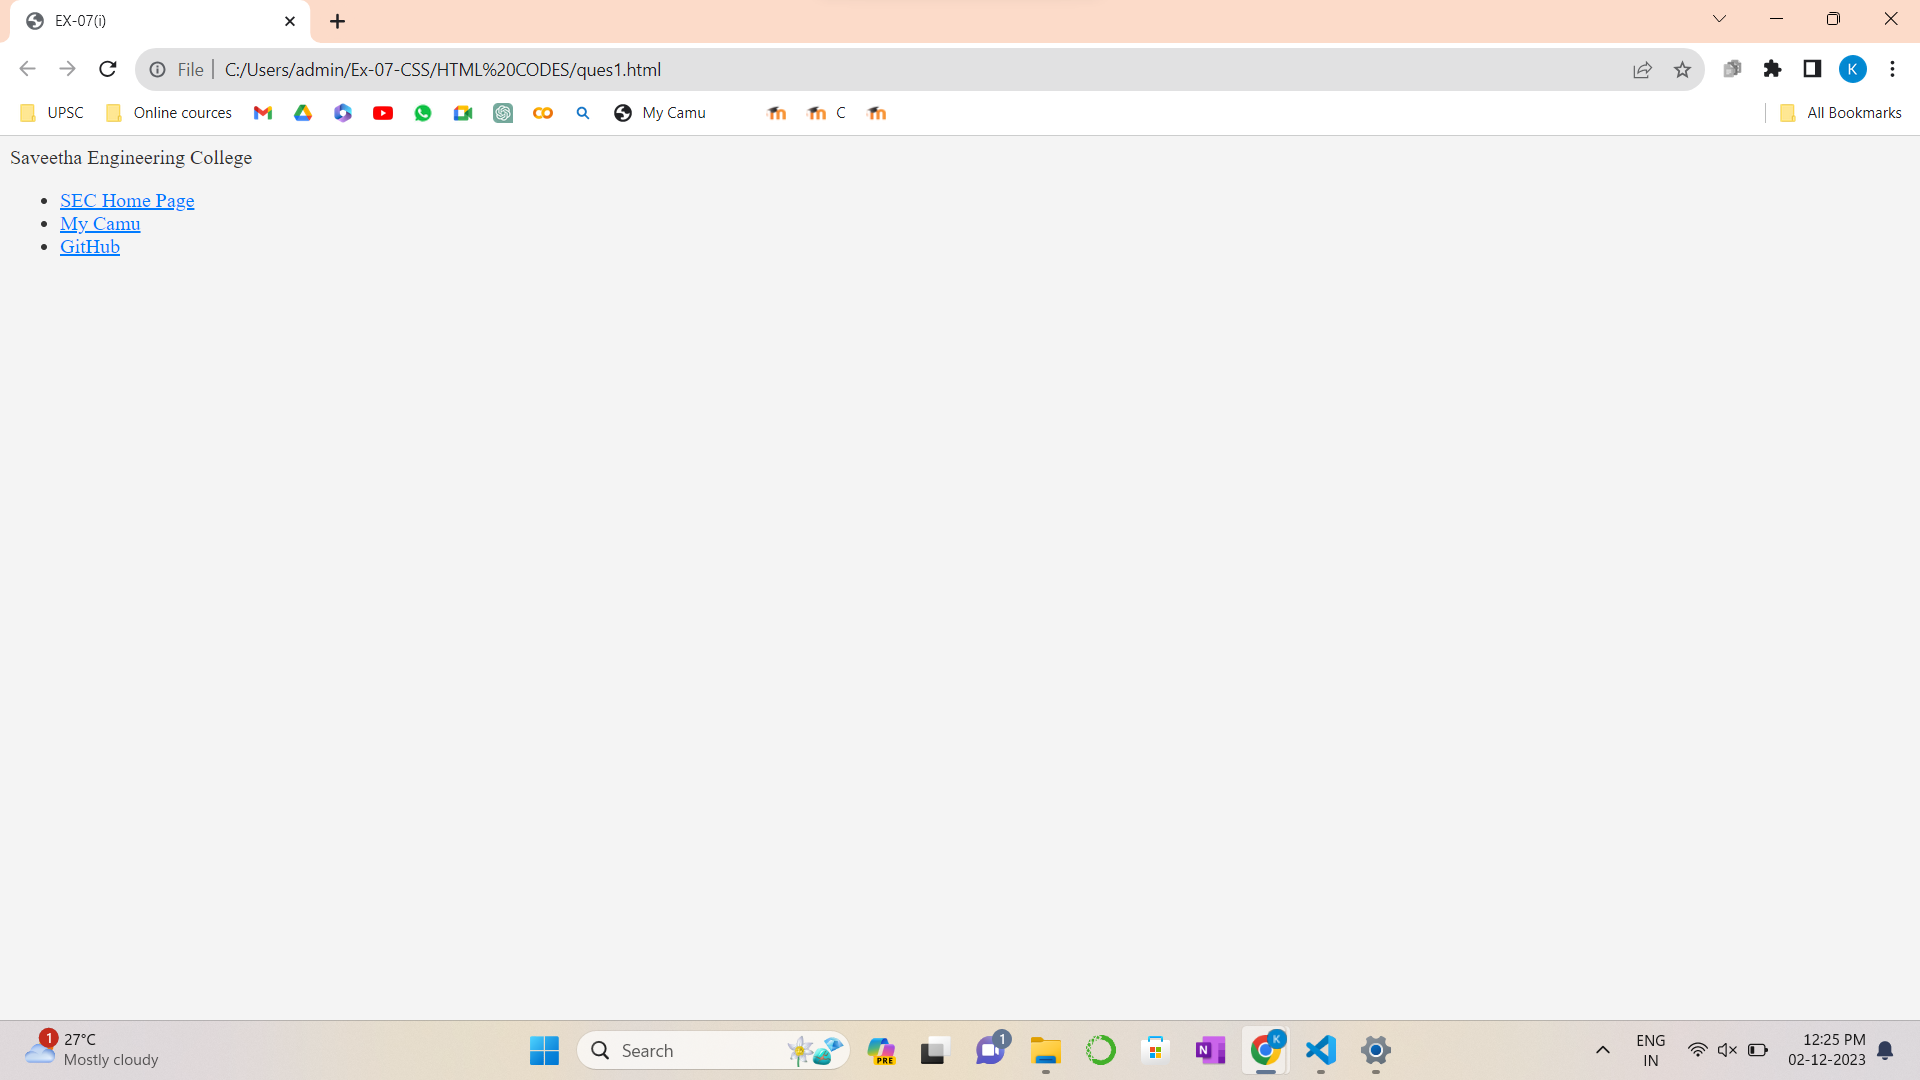 EX-07(i)
File C:/Users/admin/Ex-07-CSS/HTML%20CODES/ques1.html
K
UPSC Online cources My Camu C All Bookmarks
Saveetha Engineering College
SEC Home Page
My Camu
GitHub
1
27°C
Mostly cloudy
Search
PRE
1
N
K
ENG
IN
12:25 PM
02-12-2023